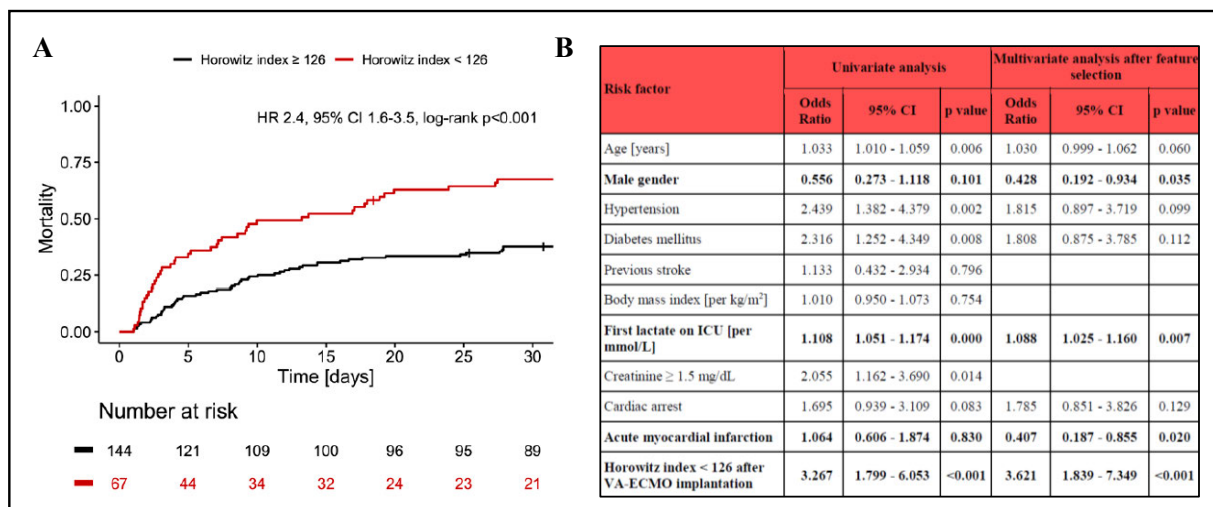 A
B
Horowitz index ≥ 126 Horowitz index < 126
HR 2.4, 95% CI 1.6-3.5, log-rank p<0.001
Mortality
1.00
0.75
0.50
0.25
0.00
0 5 10 15 20 25 30
Time [days]
Number at risk
144 121 109 100 96 95 89
67 44 34 32 24 23 21
Risk factor
Univariate analysis
Multivariate analysis after feature
selection
Odds
Ratio
95% CI
p value
Odds
Ratio
95% CI
p value
Age [years] 1.033 1.010 - 1.059 0.006 1.030 0.999 - 1.062 0.060
Male gender 0.556 0.273 - 1.118 0.101 0.428 0.192 - 0.934 0.035
Hypertension 2.439 1.382 - 4.379 0.002 1.815 0.897 - 3.719 0.099
Diabetes mellitus 2.316 1.252 - 4.349 0.008 1.808 0.875 - 3.785 0.112
Previous stroke 1.133 0.432 - 2.934 0.796
Body mass index [per kg/m²] 1.010 0.950 - 1.073 0.754
First lactate on ICU [per
mmol/L] 1.108 1.051 - 1.174 0.000 1.088 1.025 - 1.160 0.007
Creatinine ≥ 1.5 mg/dL 2.055 1.162 - 3.690 0.014
Cardiac arrest 1.695 0.939 - 3.109 0.083 1.785 0.851 - 3.826 0.129
Acute myocardial infarction 1.064 0.606 - 1.874 0.830 0.407 0.187 - 0.855 0.020
Horowitz index < 126 after
VA-ECMO implantation 3.267 1.799 - 6.053 <0.001 3.621 1.839 - 7.349 <0.001